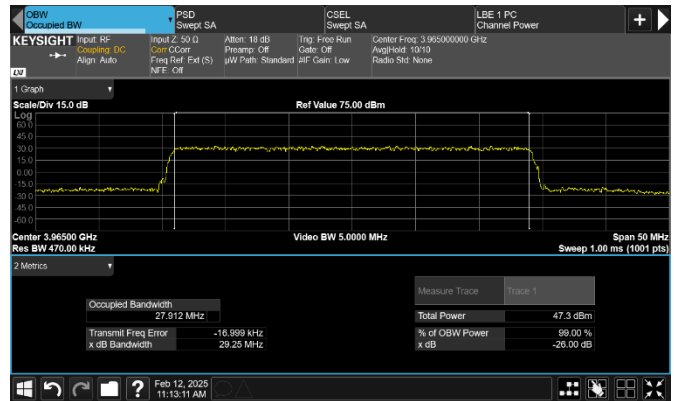 OBW
Occupied BW
PSD
Swept SA
CSEL
Swept SA
LBE 1 PC
Channel Power
KEYSIGHT
Input: RF
Coupling: DC
Align: Auto
Input Z: 50 Ω
Corr CCorr
Freq Ref: Ext (S)
NFE: Off
Atten: 18 dB
Preamp: Off
µW Path: Standard
Trig: Free Run
Gate: Off
#IF Gain: Low
Center Freq: 3.965000000 GHz
Avg|Hold: 10/10
Radio Std: None
LXI
1 Graph
Scale/Div 15.0 dB
Ref Value 75.00 dBm
Log
60.0
45.0
30.0
15.0
0.00
-15.0
-30.0
-45.0
-60.0
Center 3.96500 GHz
Video BW 5.0000 MHz
Span 50 MHz
Res BW 470.00 kHz
Sweep 1.00 ms (1001 pts)
2 Metrics
Measure Trace
Trace 1
Occupied Bandwidth
27.912 MHz
Total Power
47.3 dBm
Transmit Freq Error
-16.999 kHz
% of OBW Power
99.00 %
x dB Bandwidth
29.25 MHz
x dB
-26.00 dB
?
Feb 12, 2025
11:13:11 AM